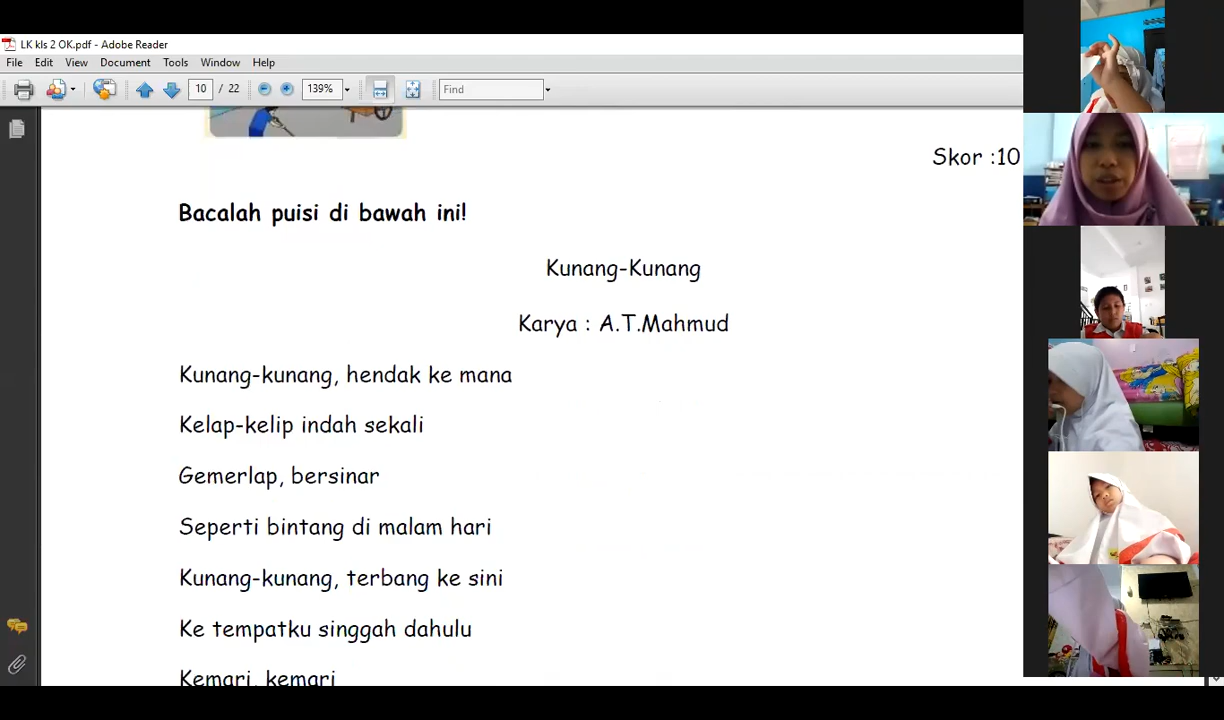 LK kls 2 OK.pdf - Adobe Reader
File Edit View Document Tools Window Help
10 / 22 139% Find
Skor :10
Bacalah puisi di bawah ini!
Kunang-Kunang
Karya : A.T.Mahmud
Kunang-kunang, hendak ke mana
Kelap-kelip indah sekali
Gemerlap, bersinar
Seperti bintang di malam hari
Kunang-kunang, terbang ke sini
Ke tempatku singgah dahulu
Kemari, kemari